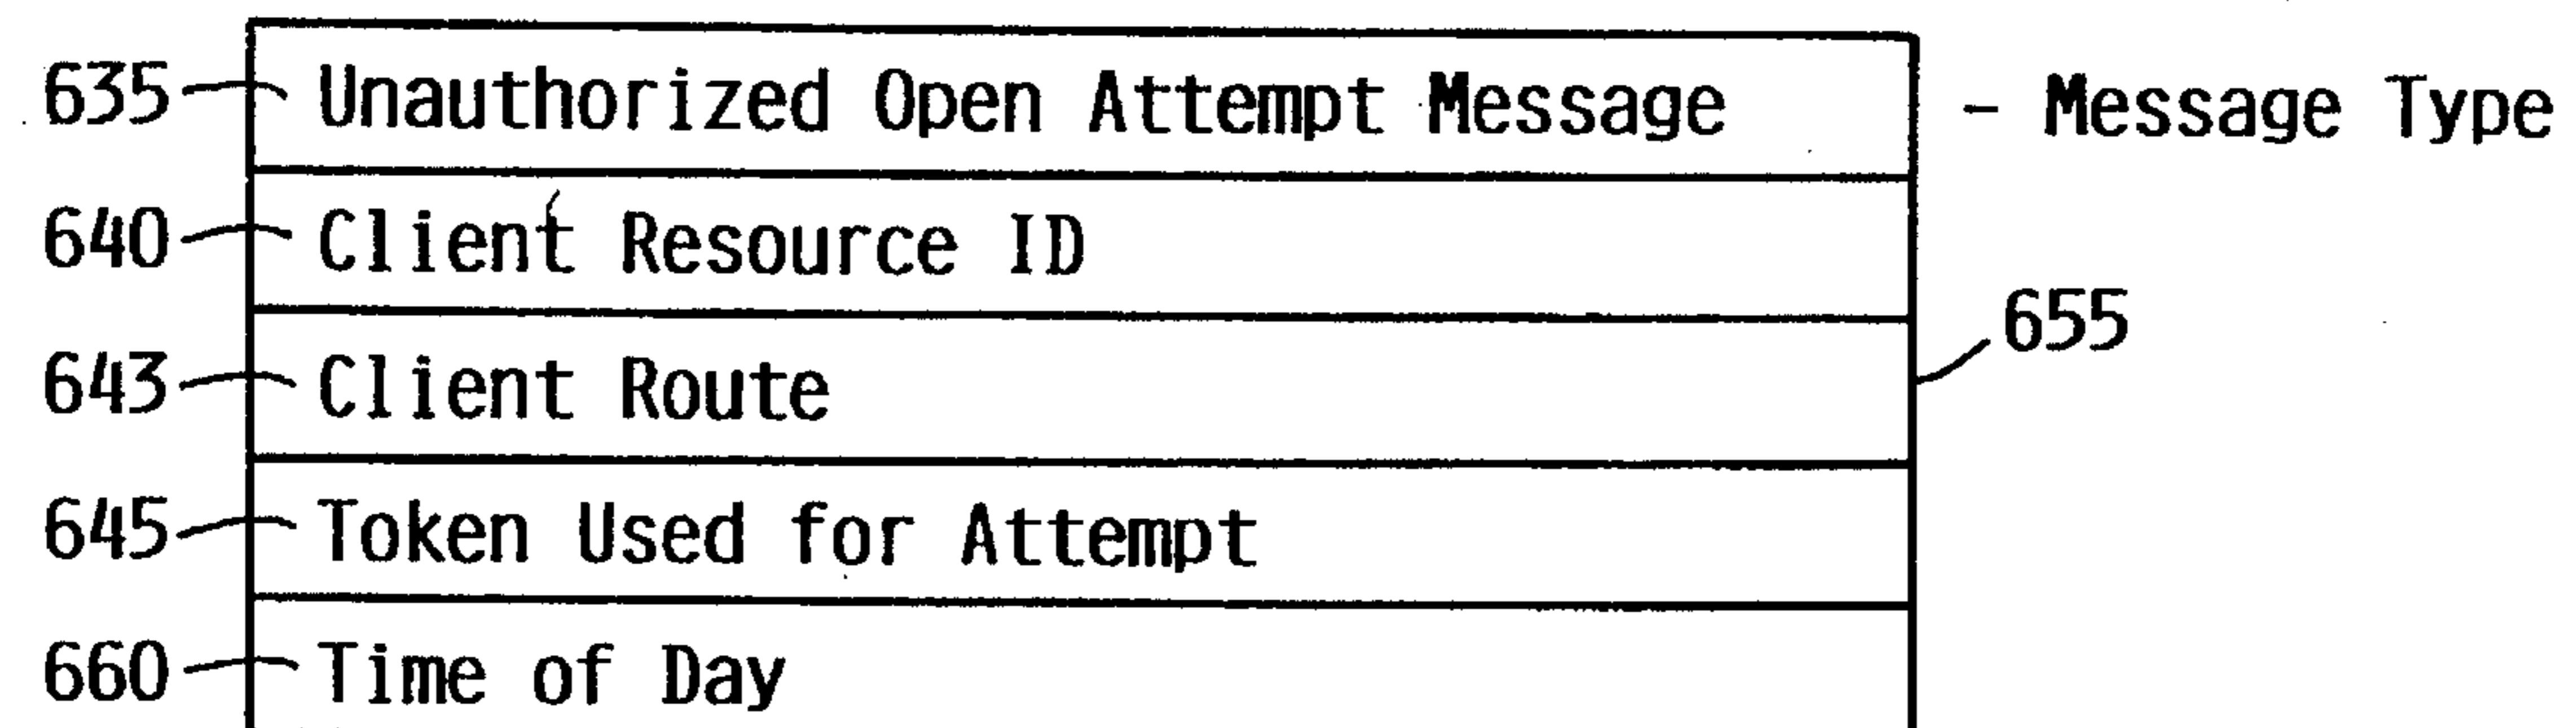 635 Unauthorized Open Attempt Message - Message Type
640 Client Resource ID
655
643 Client Route
645 Token Used for Attempt
660 Time of Day